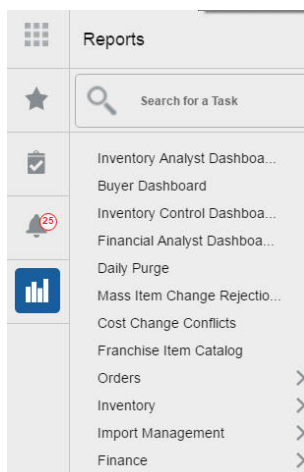 Reports
Search for a Task
25
Inventory Analyst Dashboa...
Buyer Dashboard
Inventory Control Dashboa...
Financial Analyst Dashboa...
Daily Purge
Mass Item Change Rejectio...
Cost Change Conflicts
Franchise Item Catalog
Orders
Inventory
Import Management
Finance